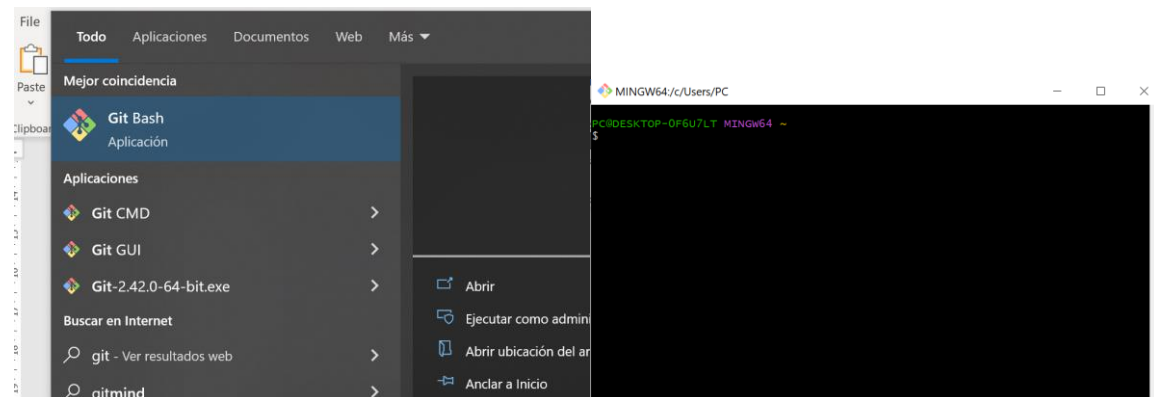 File
Paste
Clipboar
Todo Aplicaciones Documentos Web Más
Mejor coincidencia
Git Bash
Aplicación
Aplicaciones
Git CMD
Git GUI
Git-2.42.0-64-bit.exe
Buscar en Internet
git - Ver resultados web
gitmind
Abrir
Ejecutar como admini
Abrir ubicación del ar
Anclar a Inicio
MINGW64:/c/Users/PC
PC@DESKTOP-0F6U7LT MINGW64 ~
$